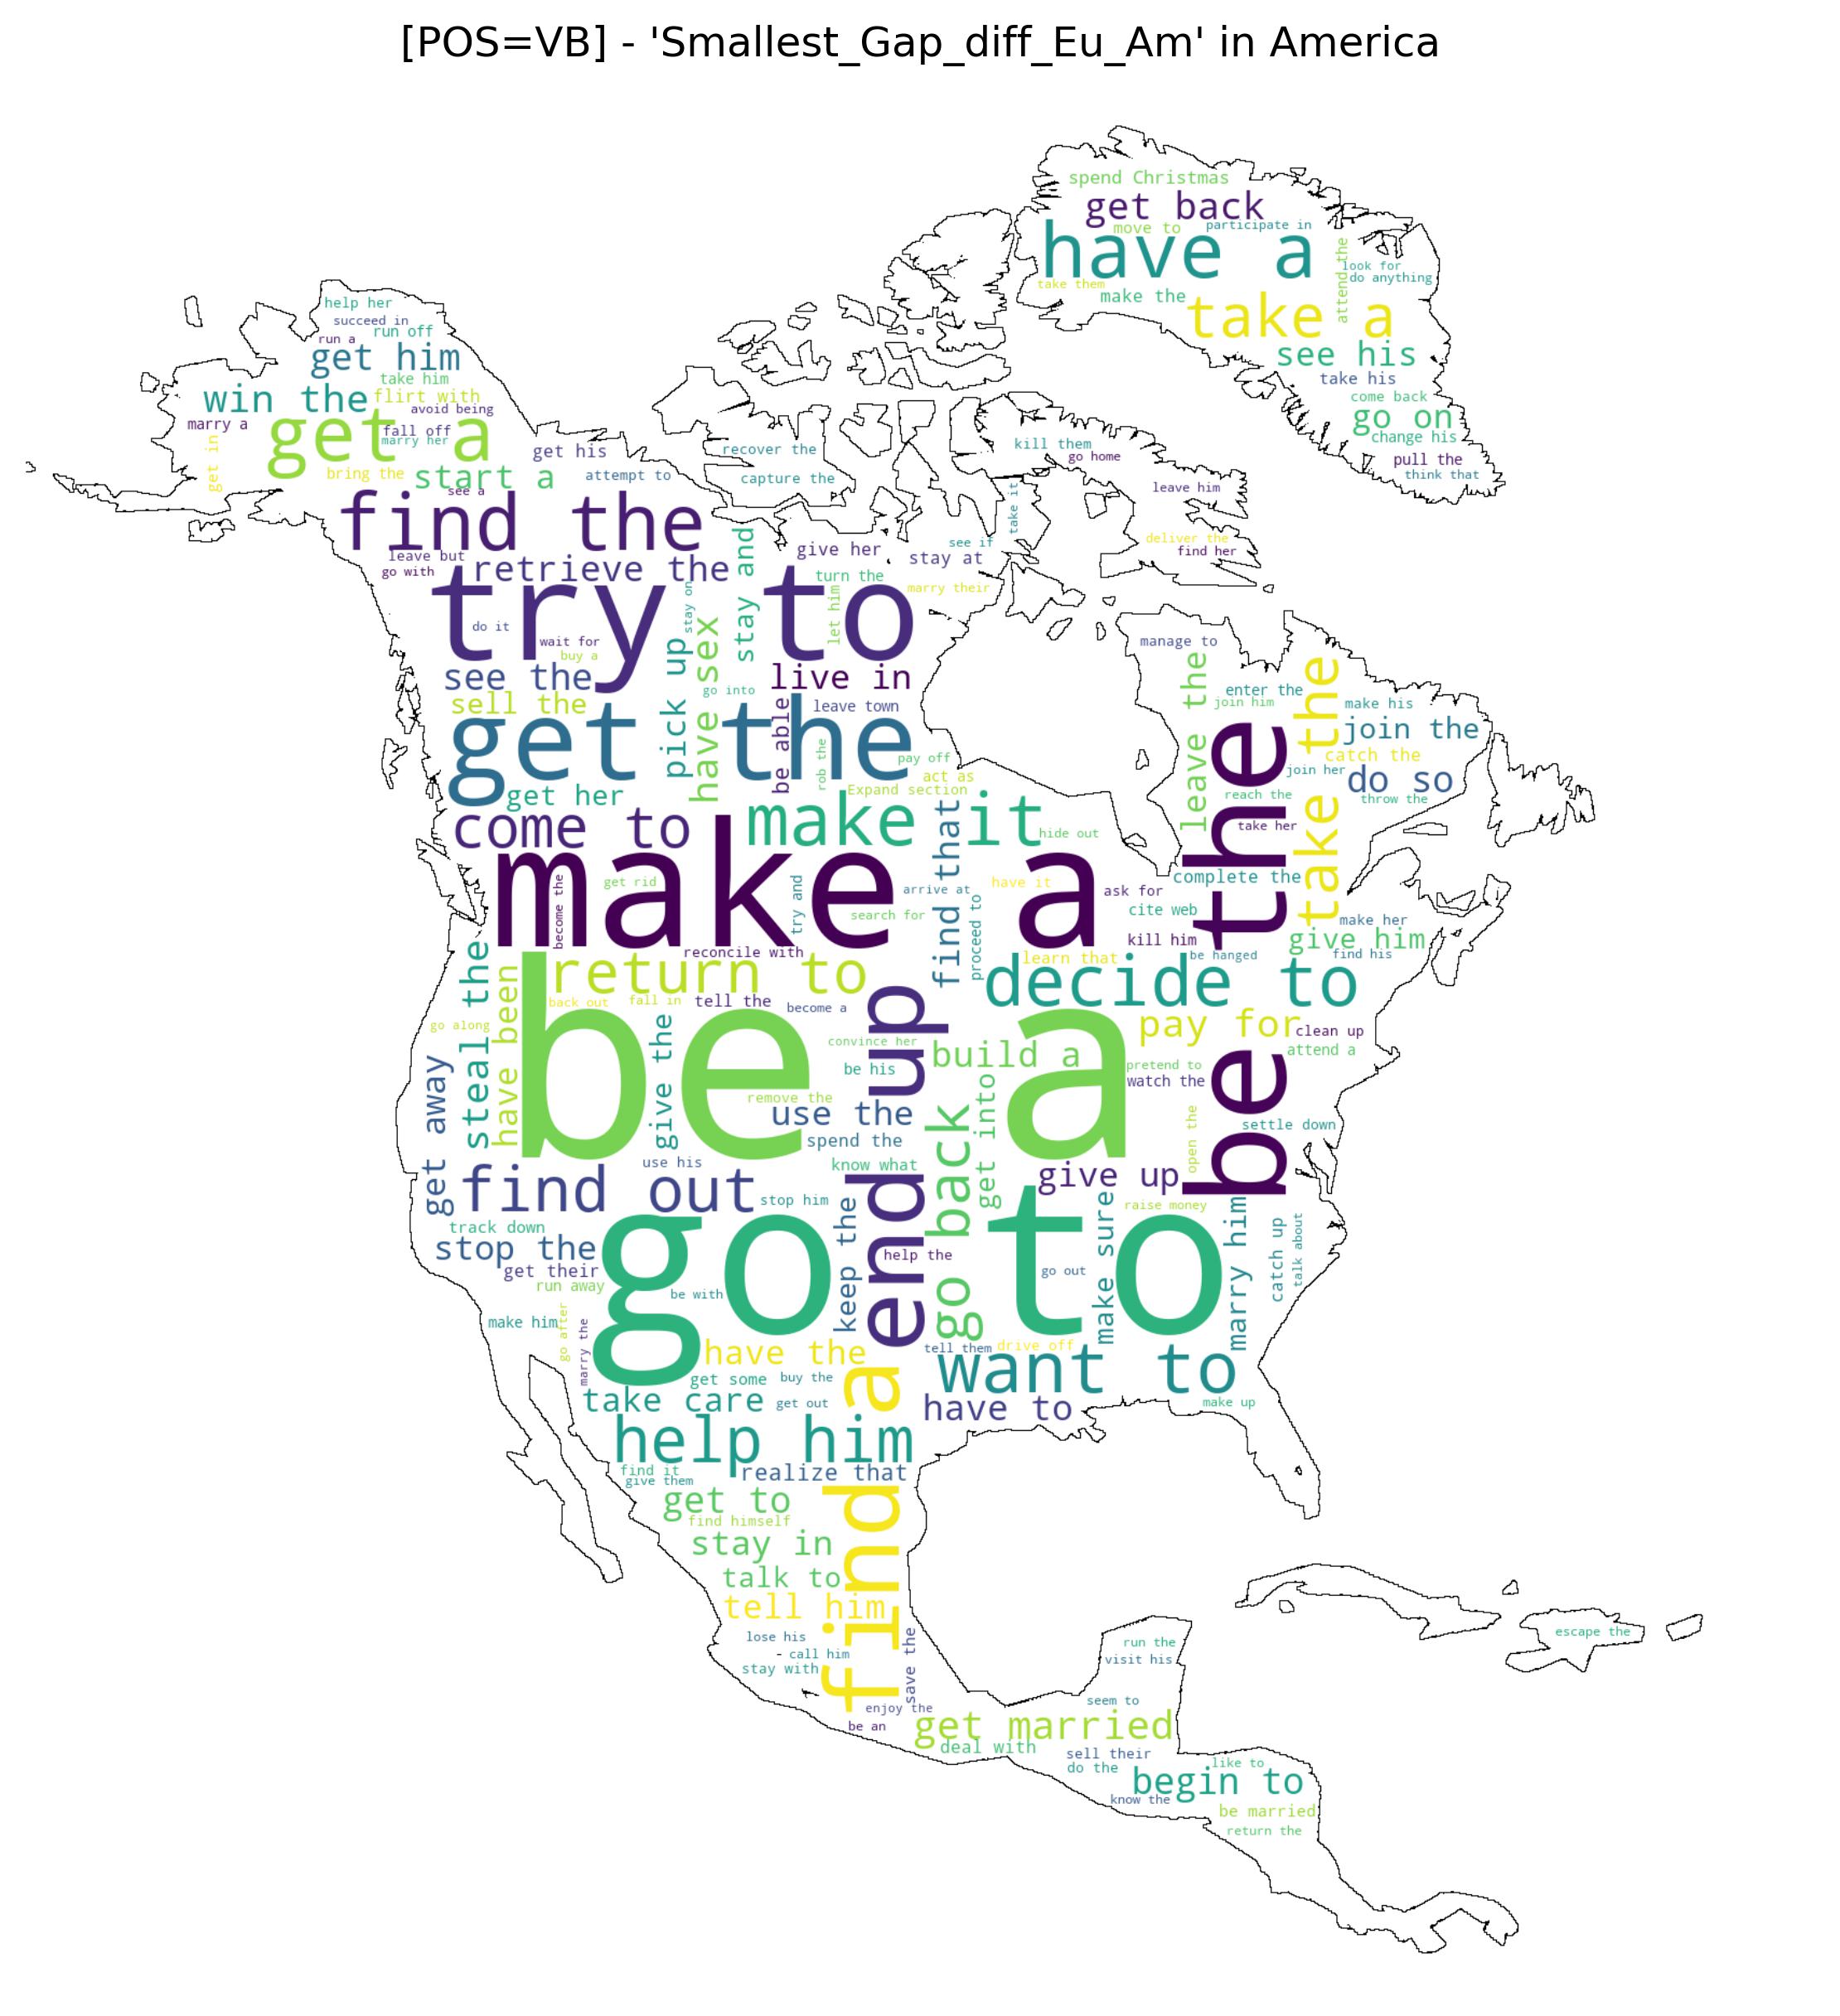 [POS=VB] - 'Smallest_Gap_diff_Eu_Am' in America
spend Christmas
get back
move to
participate in
have a
attend the
look for
do anything
take them
make the
take a
see his
take his
come back
go on
change his
pull the
think that
help her
succeed in
run off
run a
get him
take him
win the
flirt with
avoid being
marry a
get a
fall off
marry her
get in
bring the
start a
see a
get his
attempt to
recover the
capture the
kill them
go home
leave him
take it
deliver the
find her
find the
leave but
go with
retrieve the
stay and
give her
see if
stay at
turn the
marry their
try to
do it
wait for
buy a
stay on
let him
see the
pick up
have sex
live in
sell the
go into
leave town
be able
get the
rob the
pay off
act as
Expand section
get her
manage to
leave the
enter the
join him
take the
make his
join the
catch the
join her
do so
reach the
throw the
take her
be the
come to
make it
hide out
find that
make a
become the
get rid
try and
arrive at
search for
have it
proceed to
ask for
complete the
cite web
kill him
make her
give him
be hanged
find his
steal the
have been
reconcile with
return to
learn that
decide to
back out
fall in
tell the
become a
end up
go along
be a
give the
convince her
build a
pay for
clean up
attend a
be his
pretend to
watch the
remove the
use the
get into
spend the
open the
settle down
get away
use his
know what
go back
give up
find out
stop him
raise money
track down
stop the
go to
keep the
help the
make sure
marry him
catch up
talk about
get their
run away
be with
go out
make him
go after
marry the
have the
tell them
drive off
want to
get some
buy the
take care
get out
have to
make up
find a
help him
find it
give them
realize that
get to
find himself
stay in
talk to
tell him
lose his
- call him
stay with
save the
enjoy the
be an
run the
visit his
escape the
seem to
get married
deal with
sell their
do the
like to
begin to
know the
be married
return the